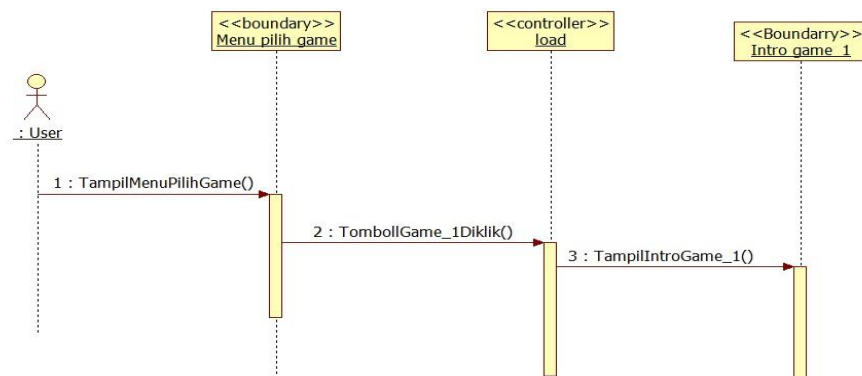 <<boundary>>
Menu pilih game
<<controller>>
load
<<Boundarry>>
Intro game_1
: User
1 : TampilMenuPilihGame()
2 : TombollGame_1Diklik()
3 : TampilIntroGame_1()